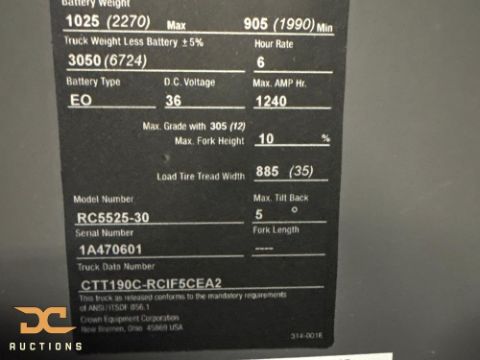 Battery Weight
1025 (2270) Max 905 (1990) Min
Truck Weight Less Battery ±5% Hour Rate
3050 (6724) 6
Battery Type D.C. Voltage Max. AMP Hr.
EO 36 1240
Max. Grade with 305 (12)
Max. Fork Height 10 %
Load Tire Tread Width 885 (35)
Model Number Max. Tilt Back
RC5525-30 5 °
Serial Number Fork Length
1A470601 ----
Truck Data Number
CTT190C-RCIF5CEA2
This truck as released conforms to the mandatory requirements
of ANSI/ITSDF B56.1
Crown Equipment Corporation
New Bremen, Ohio 45869 USA
314-001E
DC
AUCTIONS